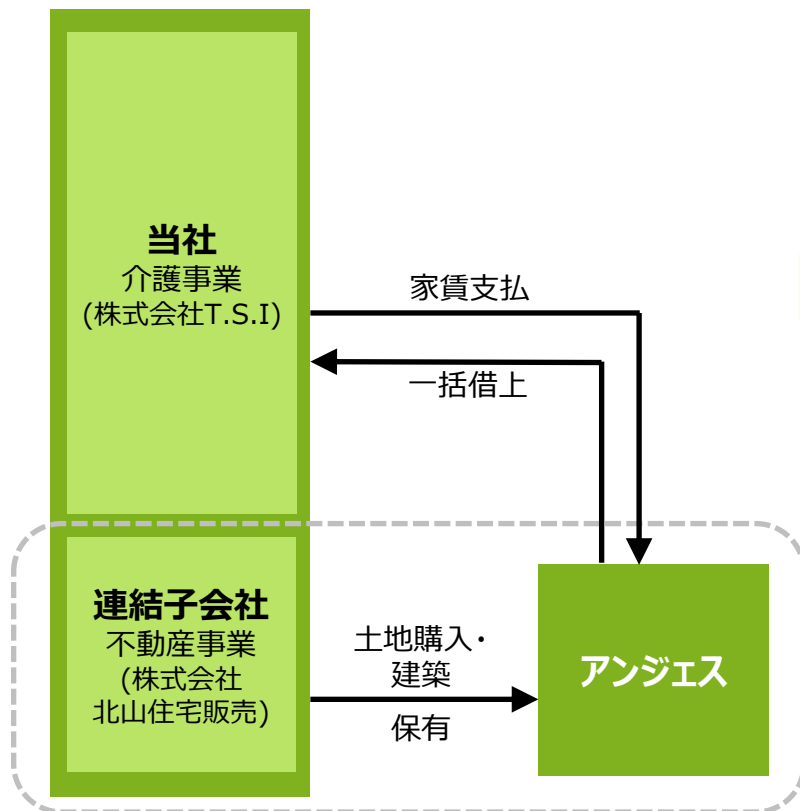 当社
介護事業
(株式会社T.S.I)
家賃支払
一括借上
連結子会社
不動産事業
(株式会社
北山住宅販売)
土地購入・
建築
保有
アンジェス